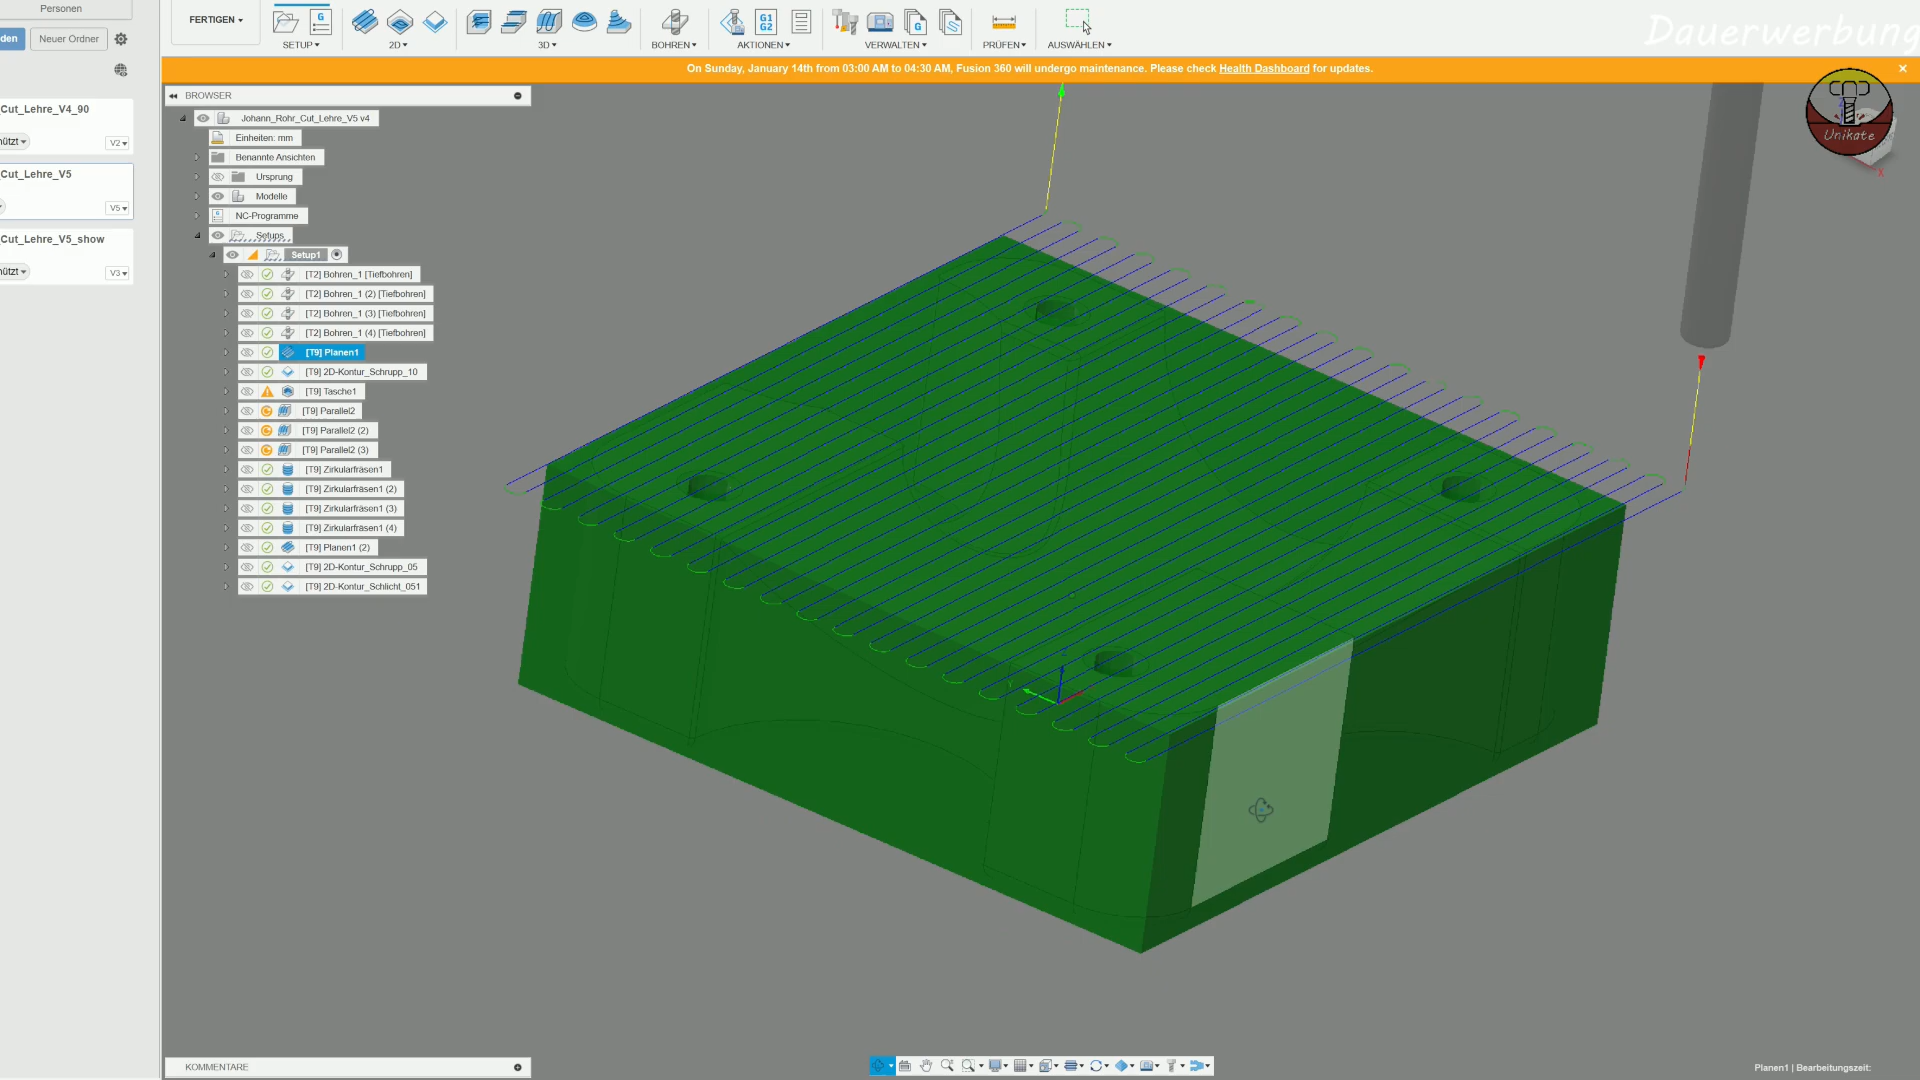 Personen
FERTIGEN
SETUP
2D
3D
BOHREN
G1
G2
AKTIONEN
VERWALTEN
PRÜFEN
AUSWÄHLEN
Dauerwerbung
den
Neuer Ordner
On Sunday, January 14th from 03:00 AM to 04:30 AM, Fusion 360 will undergo maintenance. Please check Health Dashboard for updates.
BROWSER
Cut_Lehre_V4_90
nützt
V2
Cut_Lehre_V5
V5
Cut_Lehre_V5_show
nützt
V3
Johann_Rohr_Cut_Lehre_V5 v4
Einheiten: mm
Benannte Ansichten
Ursprung
Modelle
NC-Programme
Setups
Setup1
[T2] Bohren_1 [Tiefbohren]
[T2] Bohren_1 (2) [Tiefbohren]
[T2] Bohren_1 (3) [Tiefbohren]
[T2] Bohren_1 (4) [Tiefbohren]
[T9] Planen1
[T9] 2D-Kontur_Schrupp_10
[T9] Tasche1
[T9] Parallel2
[T9] Parallel2 (2)
[T9] Parallel2 (3)
[T9] Zirkularfräsen1
[T9] Zirkularfräsen1 (2)
[T9] Zirkularfräsen1 (3)
[T9] Zirkularfräsen1 (4)
[T9] Planen1 (2)
[T9] 2D-Kontur_Schrupp_05
[T9] 2D-Kontur_Schlicht_051
Unikate
X
Z
KOMMENTARE
Planen1 | Bearbeitungszeit: